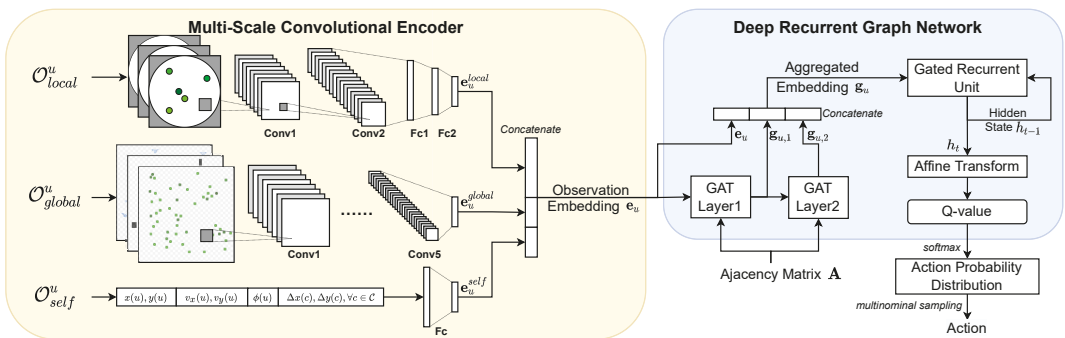 Multi-Scale Convolutional Encoder
𝒪ᵘ_local
Conv1
Conv2
Fc1
Fc2
e_u^local
Concatenate
𝒪ᵘ_global
Conv1
......
Conv5
e_u^global
𝒪ᵘ_self
x(u), y(u)
v_x(u), v_y(u)
ϕ(u)
Δx(c), Δy(c), ∀c ∈ 𝒞
Fc
e_u^self
Observation
Embedding e_u
Deep Recurrent Graph Network
Aggregated
Embedding g_u
Concatenate
e_u
g_{u,1}
g_{u,2}
GAT
Layer1
GAT
Layer2
Ajacency Matrix A
Gated Recurrent
Unit
Hidden
State h_{t−1}
h_t
Affine Transform
Q-value
softmax
Action Probability
Distribution
multinominal sampling
Action